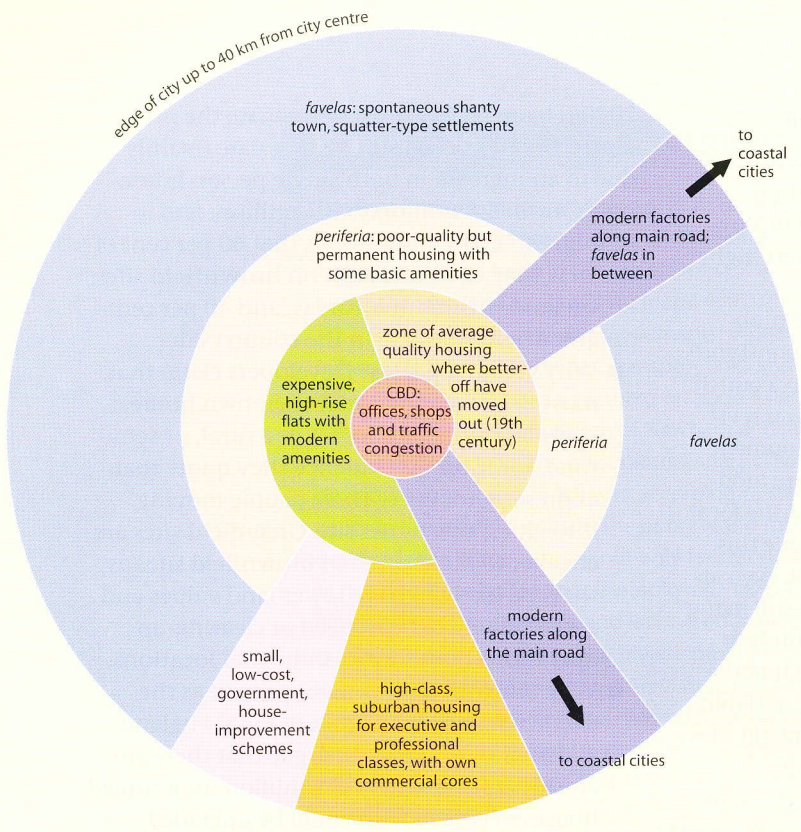 edge of city up to 40 km from city centre
favelas: spontaneous shanty
town, squatter-type settlements
to
coastal
cities
modern factories
along main road;
favelas in
between
periferia: poor-quality but
permanent housing with
some basic amenities
zone of average
quality housing
where better-
off have
moved
out (19th
century)
expensive,
high-rise
flats with
modern
amenities
CBD:
offices, shops
and traffic
congestion
periferia
favelas
modern
factories along
the main road
to coastal cities
small,
low-cost,
government,
house-
improvement
schemes
high-class,
suburban housing
for executive and
professional
classes, with own
commercial cores